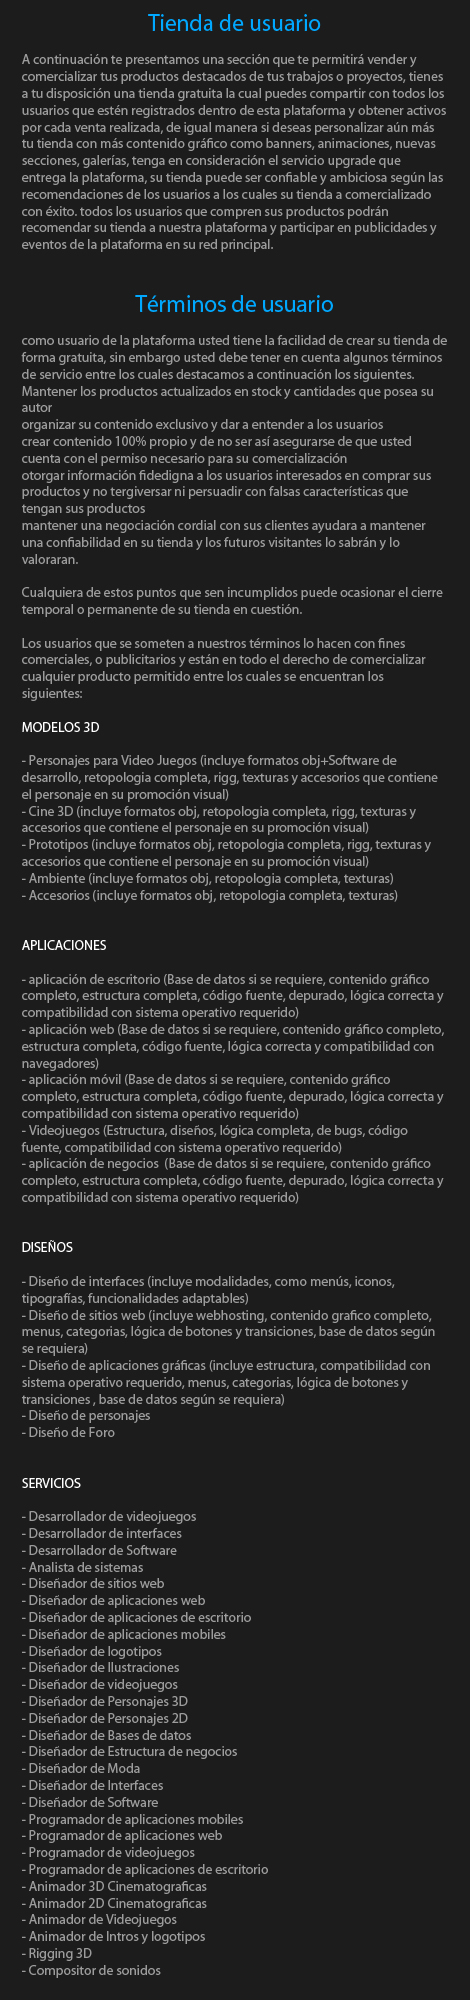 Tienda de usuario
A continuación te presentamos una sección que te permitirá vender y
comercializar tus productos destacados de tus trabajos o proyectos, tienes
a tu disposición una tienda gratuita la cual puedes compartir con todos los
usuarios que estén registrados dentro de esta plataforma y obtener activos
por cada venta realizada, de igual manera si deseas personalizar aún más
tu tienda con más contenido gráfico como banners, animaciones, nuevas
secciones, galerías, tenga en consideración el servicio upgrade que
entrega la plataforma, su tienda puede ser confiable y ambiciosa según las
recomendaciones de los usuarios a los cuales su tienda a comercializado
con éxito. todos los usuarios que compren sus productos podrán
recomendar su tienda a nuestra plataforma y participar en publicidades y
eventos de la plataforma en su red principal.
Términos de usuario
como usuario de la plataforma usted tiene la facilidad de crear su tienda de
forma gratuita, sin embargo usted debe tener en cuenta algunos términos
de servicio entre los cuales destacamos a continuación los siguientes.
Mantener los productos actualizados en stock y cantidades que posea su
autor
organizar su contenido exclusivo y dar a entender a los usuarios
crear contenido 100% propio y de no ser así asegurarse de que usted
cuenta con el permiso necesario para su comercialización
otorgar información fidedigna a los usuarios interesados en comprar sus
productos y no tergiversar ni persuadir con falsas características que
tengan sus productos
mantener una negociación cordial con sus clientes ayudara a mantener
una confiabilidad en su tienda y los futuros visitantes lo sabrán y lo
valoraran.
Cualquiera de estos puntos que sen incumplidos puede ocasionar el cierre
temporal o permanente de su tienda en cuestión.
Los usuarios que se someten a nuestros términos lo hacen con fines
comerciales, o publicitarios y están en todo el derecho de comercializar
cualquier producto permitido entre los cuales se encuentran los
siguientes:
MODELOS 3D
- Personajes para Video Juegos (incluye formatos obj+Software de
desarrollo, retopologia completa, rigg, texturas y accesorios que contiene
el personaje en su promoción visual)
- Cine 3D (incluye formatos obj, retopologia completa, rigg, texturas y
accesorios que contiene el personaje en su promoción visual)
- Prototipos (incluye formatos obj, retopologia completa, rigg, texturas y
accesorios que contiene el personaje en su promoción visual)
- Ambiente (incluye formatos obj, retopologia completa, texturas)
- Accesorios (incluye formatos obj, retopologia completa, texturas)
APLICACIONES
- aplicación de escritorio (Base de datos si se requiere, contenido gráfico
completo, estructura completa, código fuente, depurado, lógica correcta y
compatibilidad con sistema operativo requerido)
- aplicación web (Base de datos si se requiere, contenido gráfico completo,
estructura completa, código fuente, lógica correcta y compatibilidad con
navegadores)
- aplicación móvil (Base de datos si se requiere, contenido gráfico
completo, estructura completa, código fuente, depurado, lógica correcta y
compatibilidad con sistema operativo requerido)
- Videojuegos (Estructura, diseños, lógica completa, de bugs, código
fuente, compatibilidad con sistema operativo requerido)
- aplicación de negocios (Base de datos si se requiere, contenido gráfico
completo, estructura completa, código fuente, depurado, lógica correcta y
compatibilidad con sistema operativo requerido)
DISEÑOS
- Diseño de interfaces (incluye modalidades, como menús, iconos,
tipografías, funcionalidades adaptables)
- Diseño de sitios web (incluye webhosting, contenido grafico completo,
menus, categorias, lógica de botones y transiciones, base de datos según
se requiera)
- Diseño de aplicaciones gráficas (incluye estructura, compatibilidad con
sistema operativo requerido, menus, categorias, lógica de botones y
transiciones , base de datos según se requiera)
- Diseño de personajes
- Diseño de Foro
SERVICIOS
- Desarrollador de videojuegos
- Desarrollador de interfaces
- Desarrollador de Software
- Analista de sistemas
- Diseñador de sitios web
- Diseñador de aplicaciones web
- Diseñador de aplicaciones de escritorio
- Diseñador de aplicaciones mobiles
- Diseñador de logotipos
- Diseñador de Ilustraciones
- Diseñador de videojuegos
- Diseñador de Personajes 3D
- Diseñador de Personajes 2D
- Diseñador de Bases de datos
- Diseñador de Estructura de negocios
- Diseñador de Moda
- Diseñador de Interfaces
- Diseñador de Software
- Programador de aplicaciones mobiles
- Programador de aplicaciones web
- Programador de videojuegos
- Programador de aplicaciones de escritorio
- Animador 3D Cinematograficas
- Animador 2D Cinematograficas
- Animador de Videojuegos
- Animador de Intros y logotipos
- Rigging 3D
- Compositor de sonidos